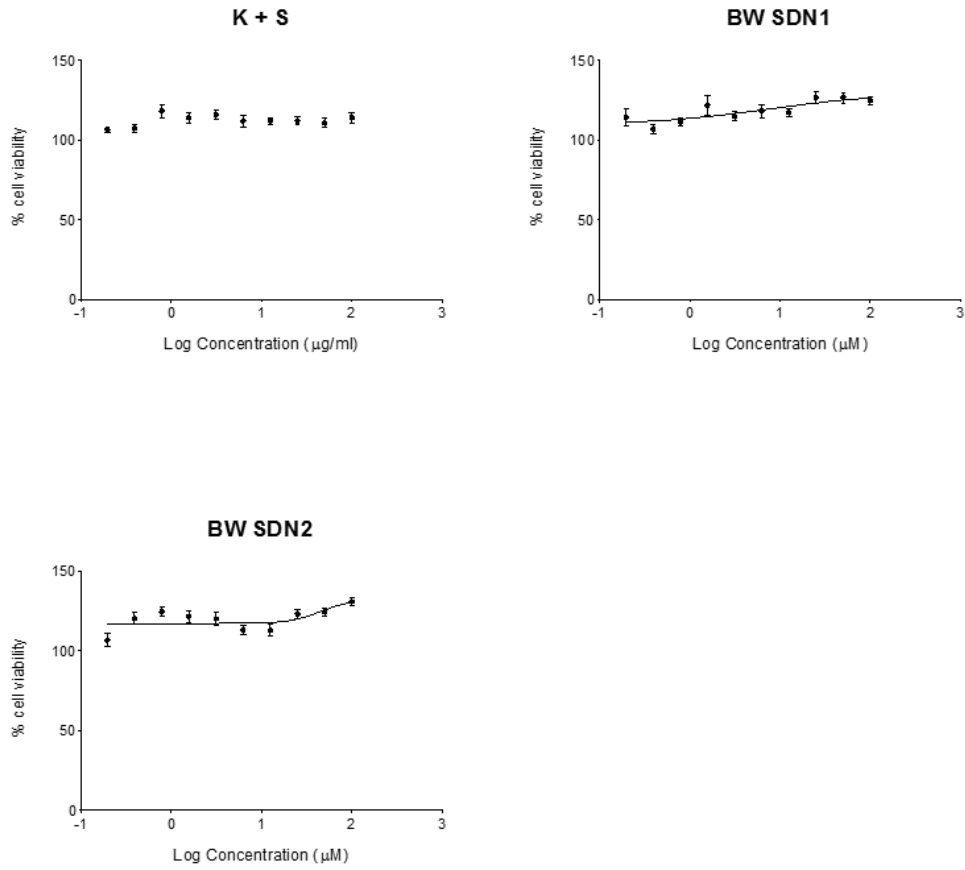 K + S
150
100
50
0
% cell viability
-1 0 1 2 3
Log Concentration (µg/ml)
BW SDN1
150
100
50
0
% cell viability
-1 0 1 2 3
Log Concentration (µM)
BW SDN2
150
100
50
0
% cell viability
-1 0 1 2 3
Log Concentration (µM)